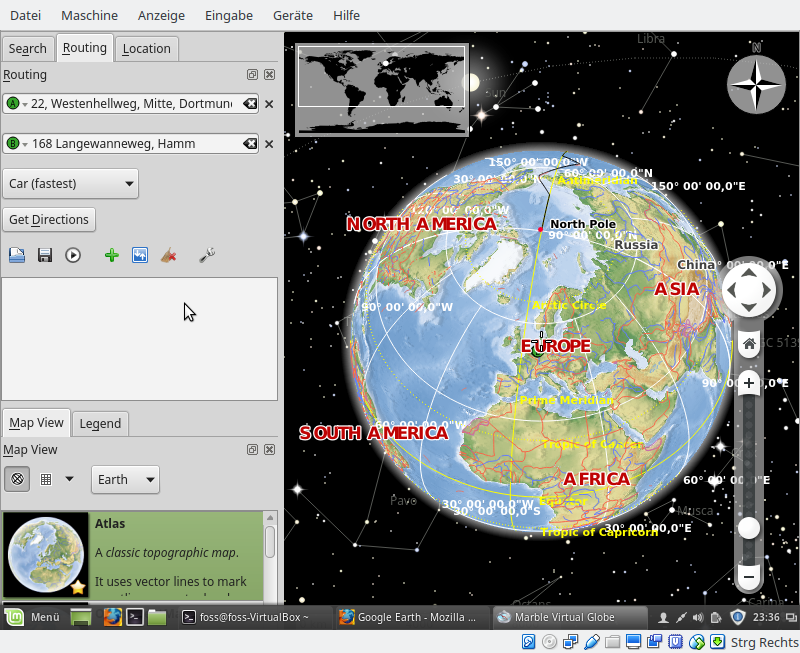 Datei Maschine Anzeige Eingabe Geräte Hilfe
Search Routing Location
Routing
A 22, Westenhellweg, Mitte, Dortmun
B 168 Langewanneweg, Hamm
Car (fastest)
Get Directions
Map View Legend
Map View
Earth
Atlas
A classic topographic map.
It uses vector lines to mark
Libra
N
150° 00' 00,0"W
60° 00' 00,0"N
150° 00' 00,0"E
NORTH AMERICA
North Pole
Russia
China
ASIA
90° 00' 00,0"W
Arctic Circle
EUROPE
Prime Meridian
SOUTH AMERICA
Tropic of Cancer
AFRICA
60° 00' 00,0"E
Pavo
30° 00' 00,0"W
Equator
30° 00' 00,0"S
Musca
30° 00' 00,0"E
Tropic of Capricorn
Menü
foss@foss-VirtualBox ~
Google Earth - Mozilla ...
Marble Virtual Globe
23:36
Strg Rechts